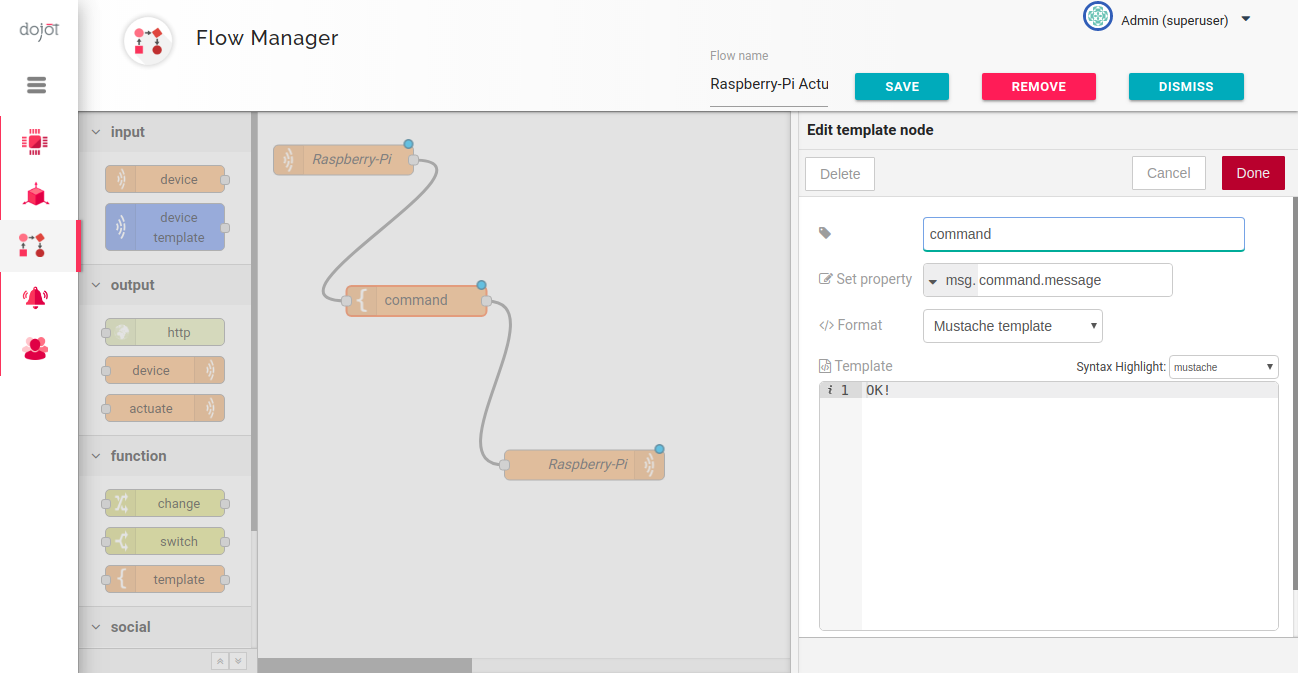 dojot
Flow Manager
Admin (superuser)
Flow name
Raspberry-Pi Actu
SAVE
REMOVE
DISMISS
input
device
device
template
output
http
device
actuate
function
change
switch
template
social
Raspberry-Pi
command
Raspberry-Pi
Edit template node
Delete
Cancel
Done
command
Set property
msg. command.message
Format
Mustache template
Template
Syntax Highlight: mustache
i 1 OK!